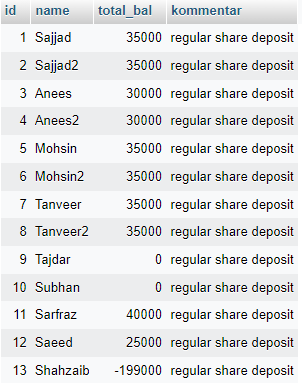 id name total_bal kommentar
1 Sajjad 35000 regular share deposit
2 Sajjad2 35000 regular share deposit
3 Anees 30000 regular share deposit
4 Anees2 30000 regular share deposit
5 Mohsin 35000 regular share deposit
6 Mohsin2 35000 regular share deposit
7 Tanveer 35000 regular share deposit
8 Tanveer2 35000 regular share deposit
9 Tajdar 0 regular share deposit
10 Subhan 0 regular share deposit
11 Sarfraz 40000 regular share deposit
12 Saeed 25000 regular share deposit
13 Shahzaib -199000 regular share deposit